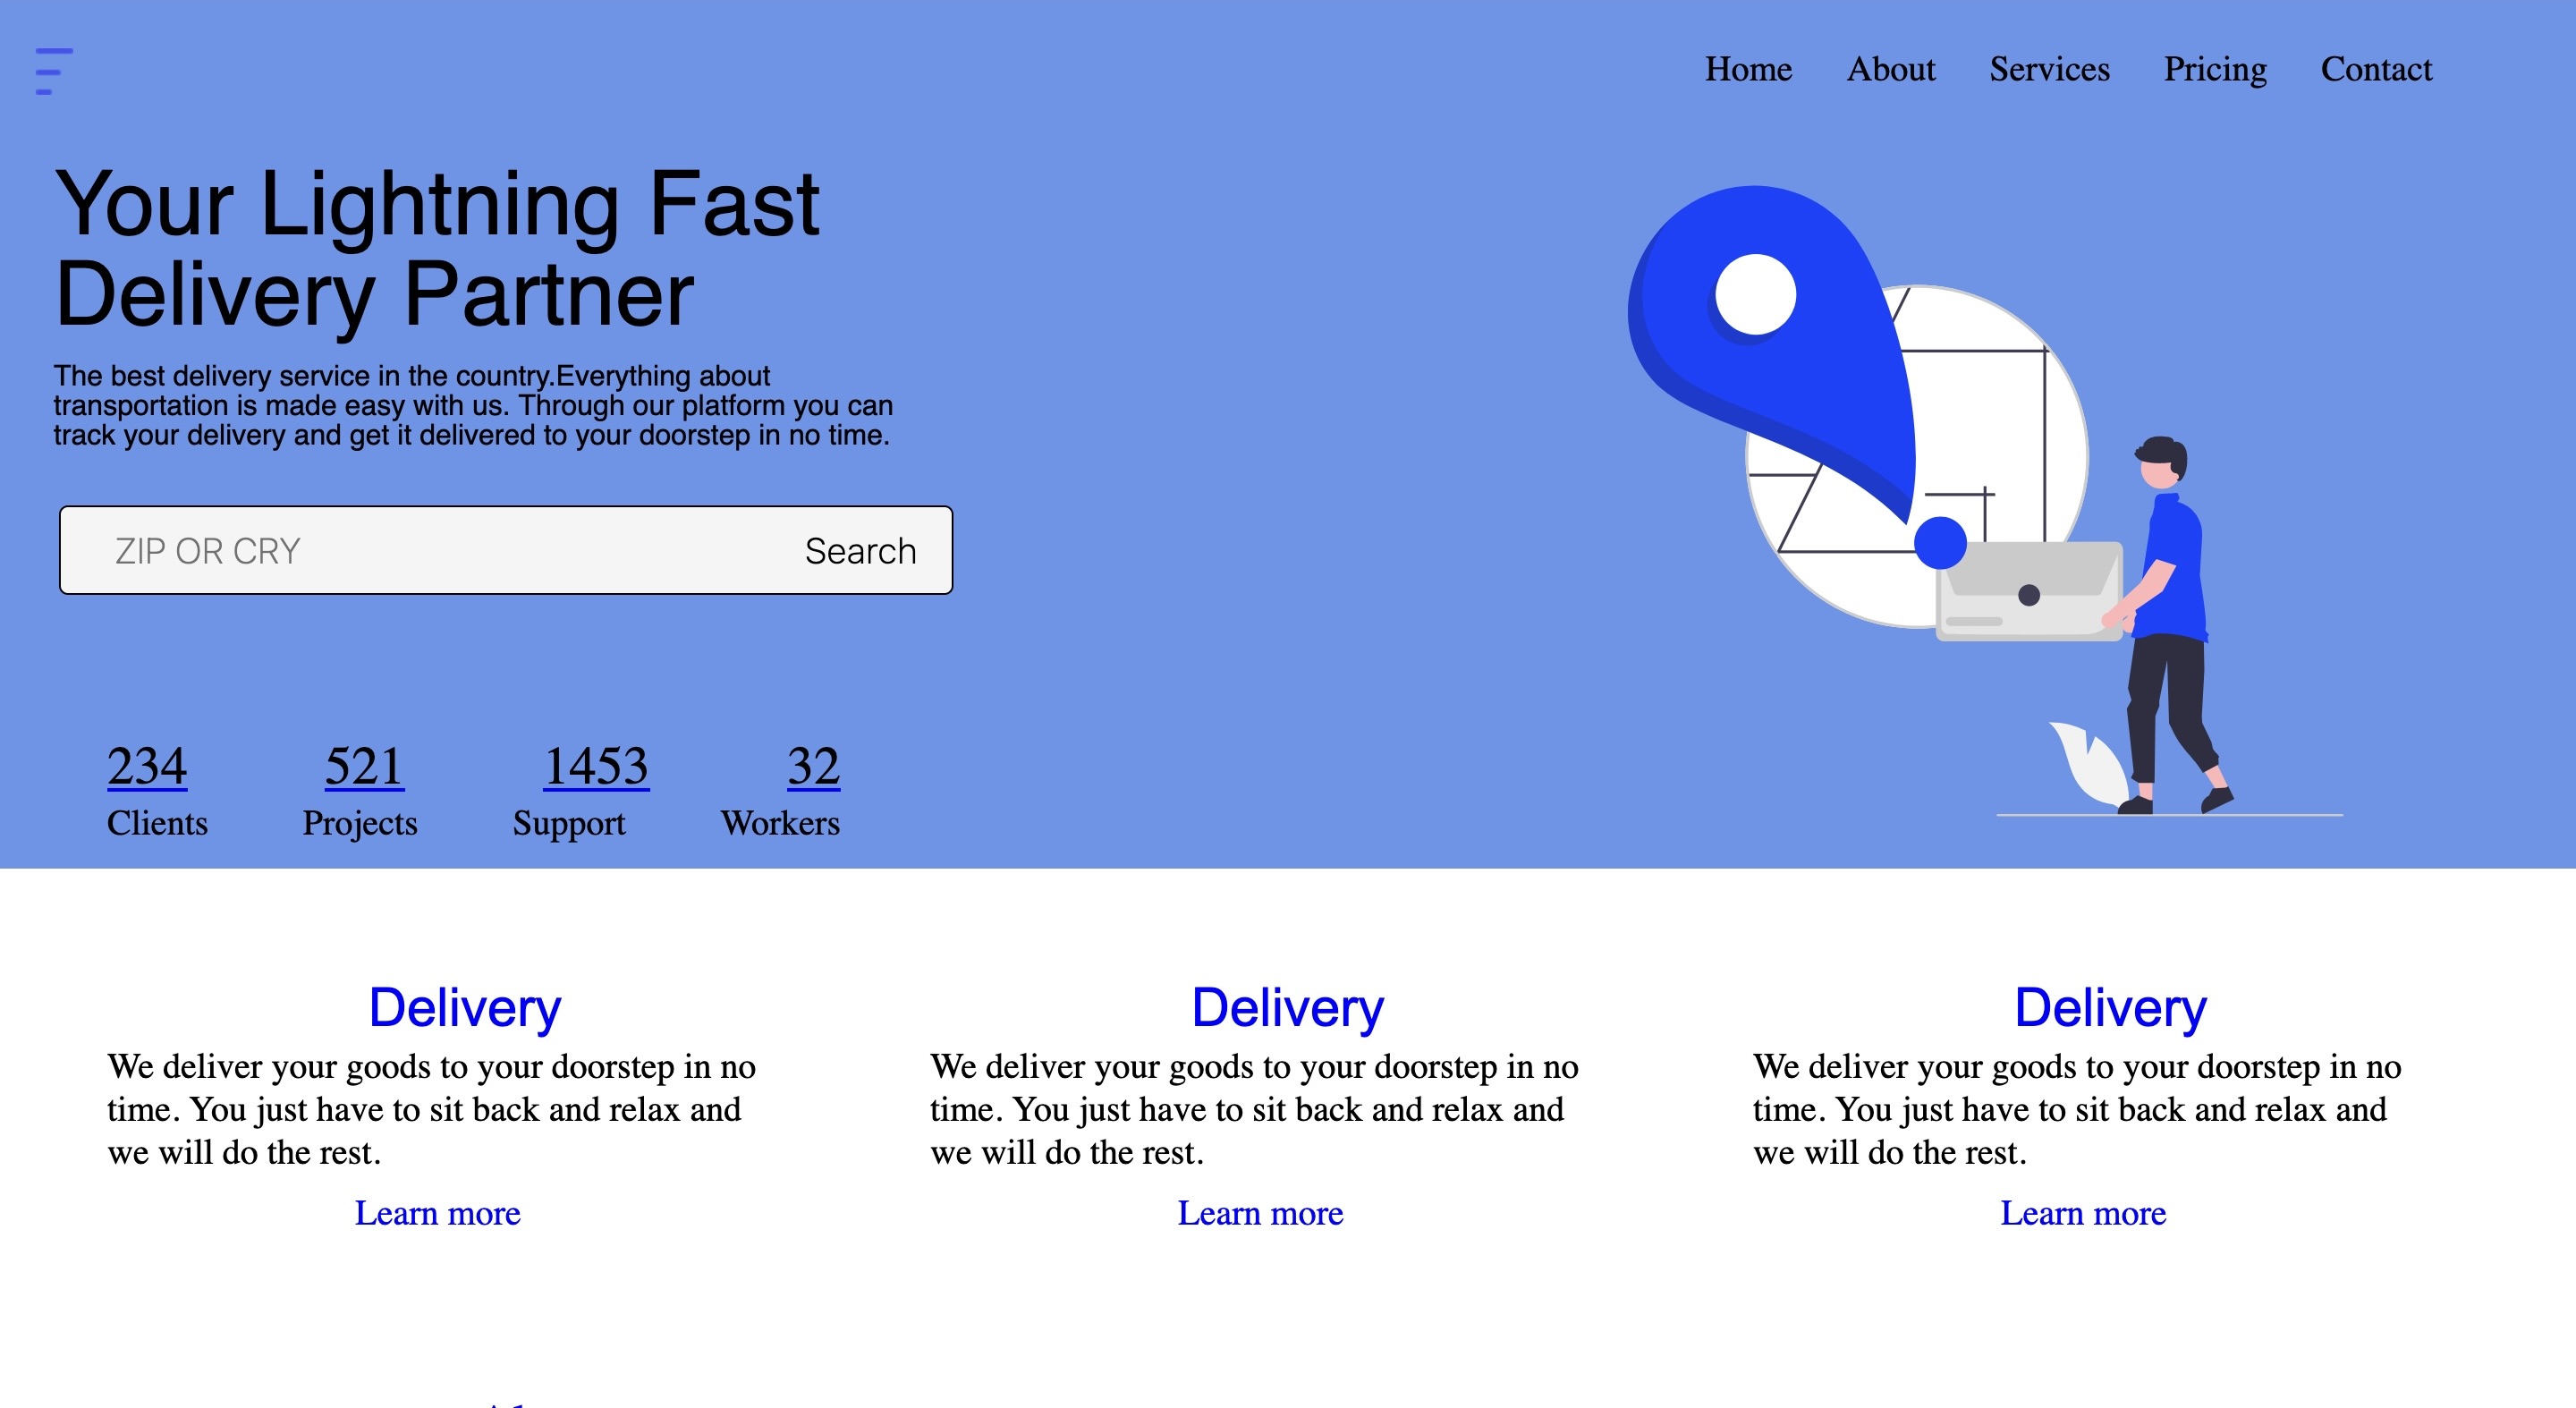 Home About Services Pricing Contact
Your Lightning Fast
Delivery Partner
The best delivery service in the country.Everything about
transportation is made easy with us. Through our platform you can
track your delivery and get it delivered to your doorstep in no time.
ZIP OR CRY Search
234 521 1453 32
Clients Projects Support Workers
Delivery
We deliver your goods to your doorstep in no
time. You just have to sit back and relax and
we will do the rest.
Learn more
Delivery
We deliver your goods to your doorstep in no
time. You just have to sit back and relax and
we will do the rest.
Learn more
Delivery
We deliver your goods to your doorstep in no
time. You just have to sit back and relax and
we will do the rest.
Learn more